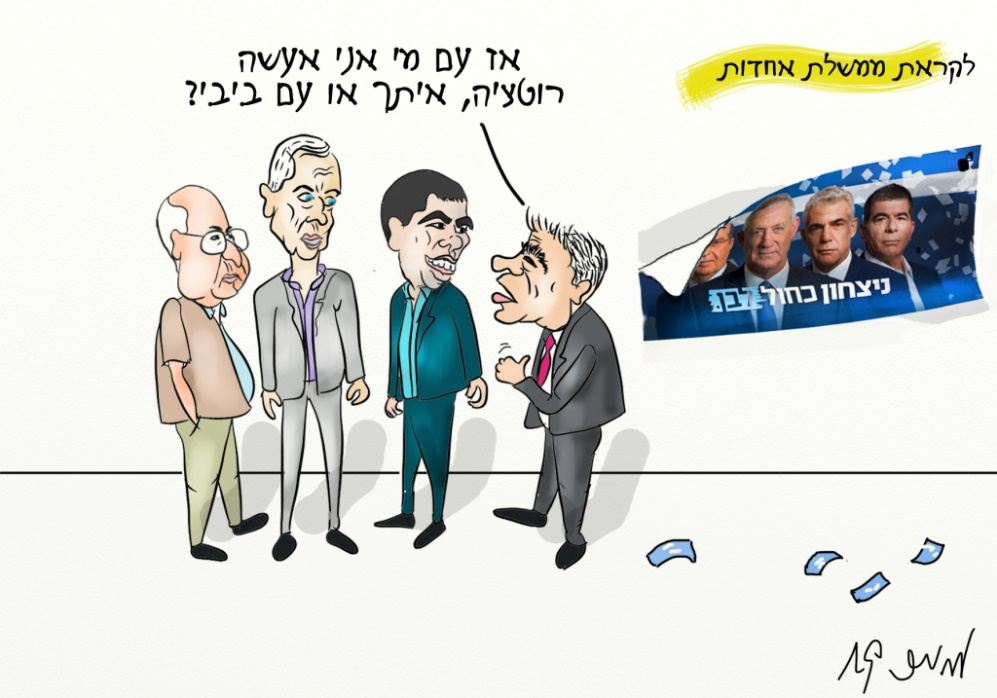 לקראת ממשלת אחדות
אז עם מי אני אעשה
רוטציה, איתך או עם ביבי?
ניצחון כחול לבן